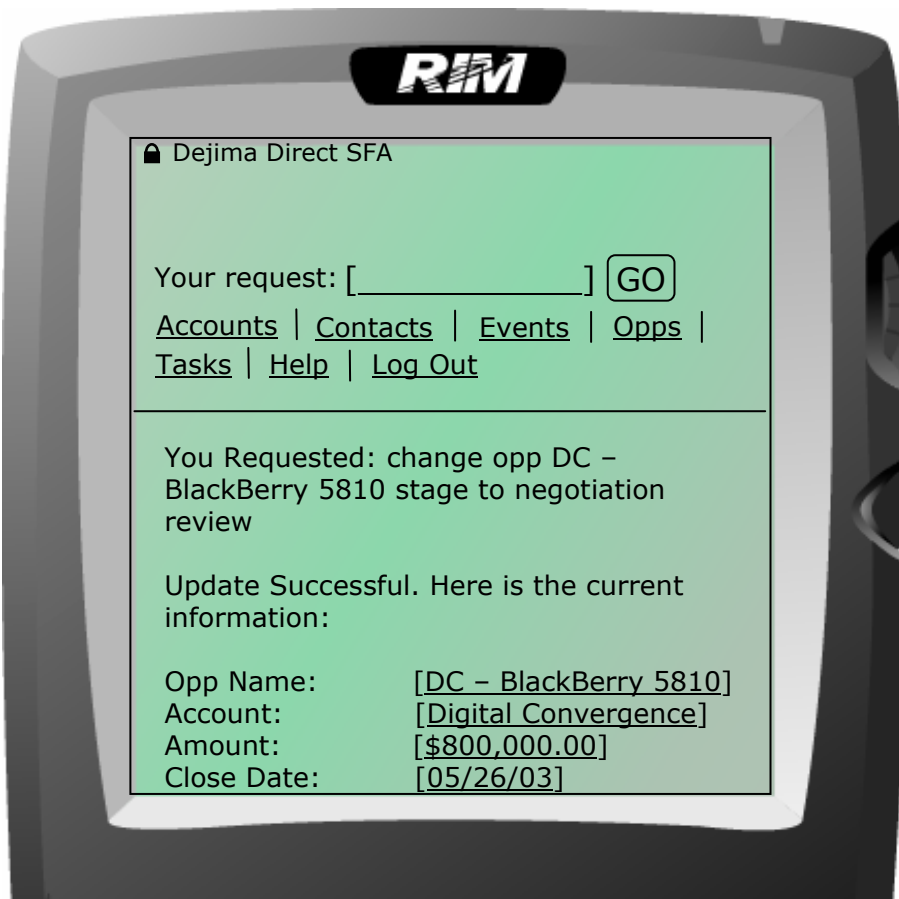 RIM
Dejima Direct SFA
Your request: [______________] GO
Accounts | Contacts | Events | Opps |
Tasks | Help | Log Out
You Requested: change opp DC –
BlackBerry 5810 stage to negotiation
review
Update Successful. Here is the current
information:
Opp Name: [DC – BlackBerry 5810]
Account: [Digital Convergence]
Amount: [$800,000.00]
Close Date: [05/26/03]